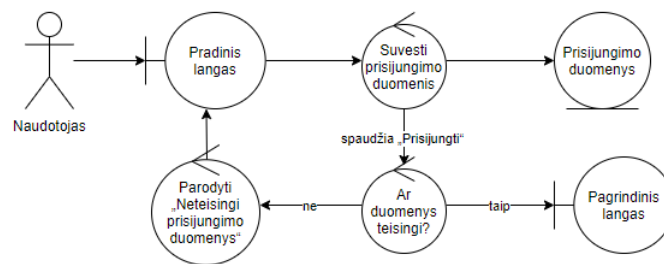 Pradinis
langas
Suvesti
prisijungimo
duomenis
Prisijungimo
duomenys
Naudotojas
spaudžia „Prisijungti“
Parodyti
„Neteisingi
prisijungimo
duomenys“
ne
Ar
duomenys
teisingi?
taip
Pagrindinis
langas